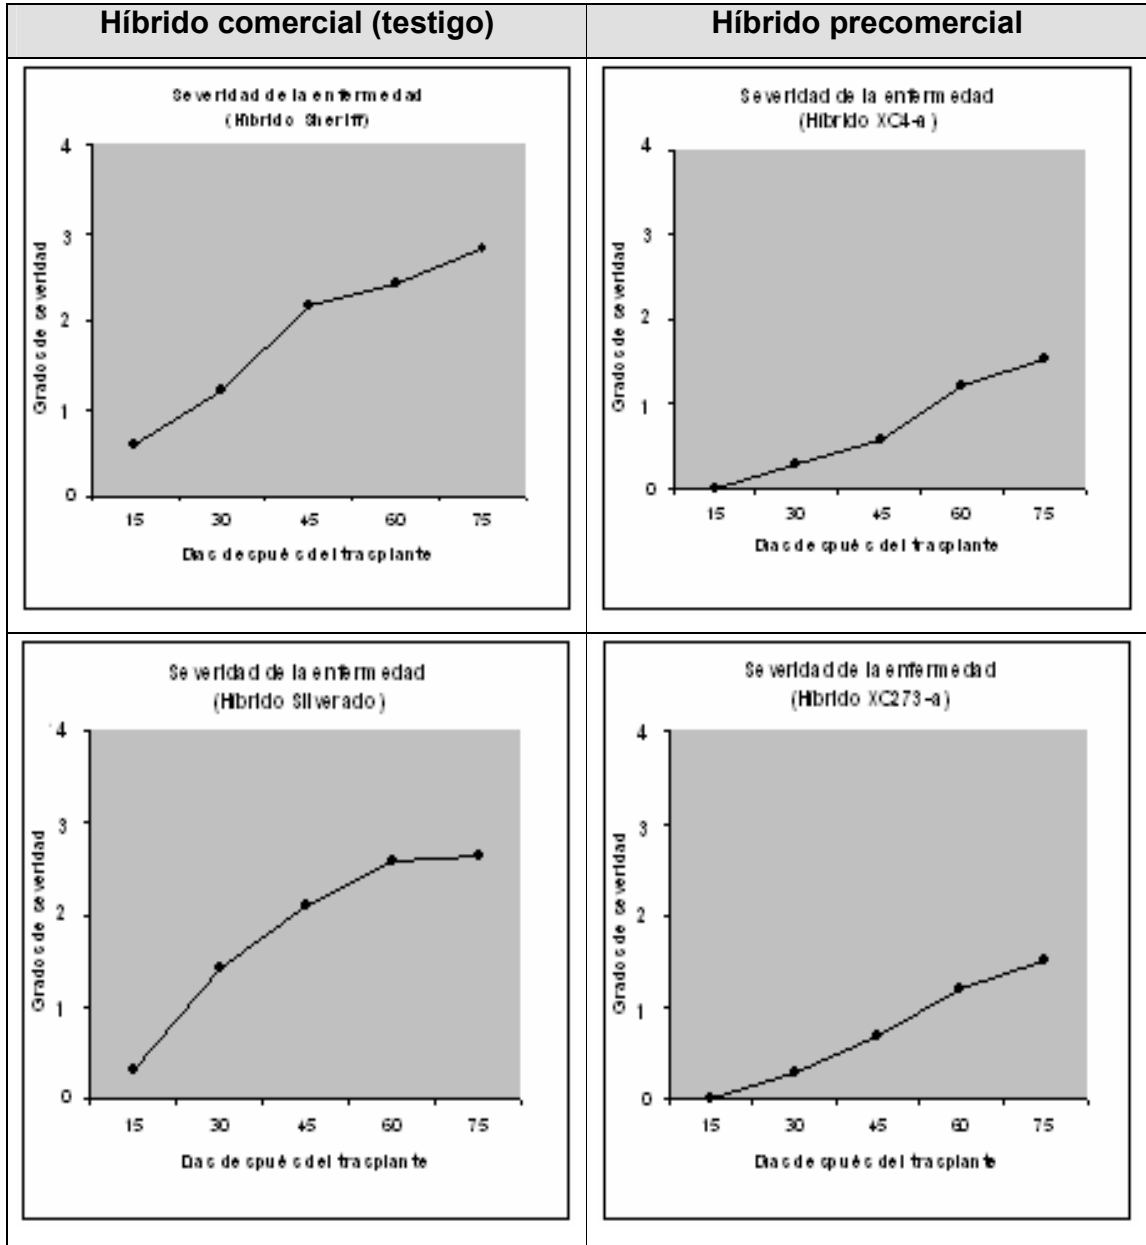 Híbrido comercial (testigo)
Híbrido precomercial
Severidad de la enfermedad
(Híbrido Sheriff)
4
3
2
1
0
Grados de severidad
15 30 45 60 75
Dias después del trasplante
Severidad de la enfermedad
(Híbrido XC4-a)
4
3
2
1
0
Grados de severidad
15 30 45 60 75
Dias después del trasplante
Severidad de la enfermedad
(Híbrido Silverado)
4
3
2
1
0
Grados de severidad
15 30 45 60 75
Dias después del trasplante
Severidad de la enfermedad
(Híbrido XC273-a)
4
3
2
1
0
Grados de severidad
15 30 45 60 75
Dias después del trasplante